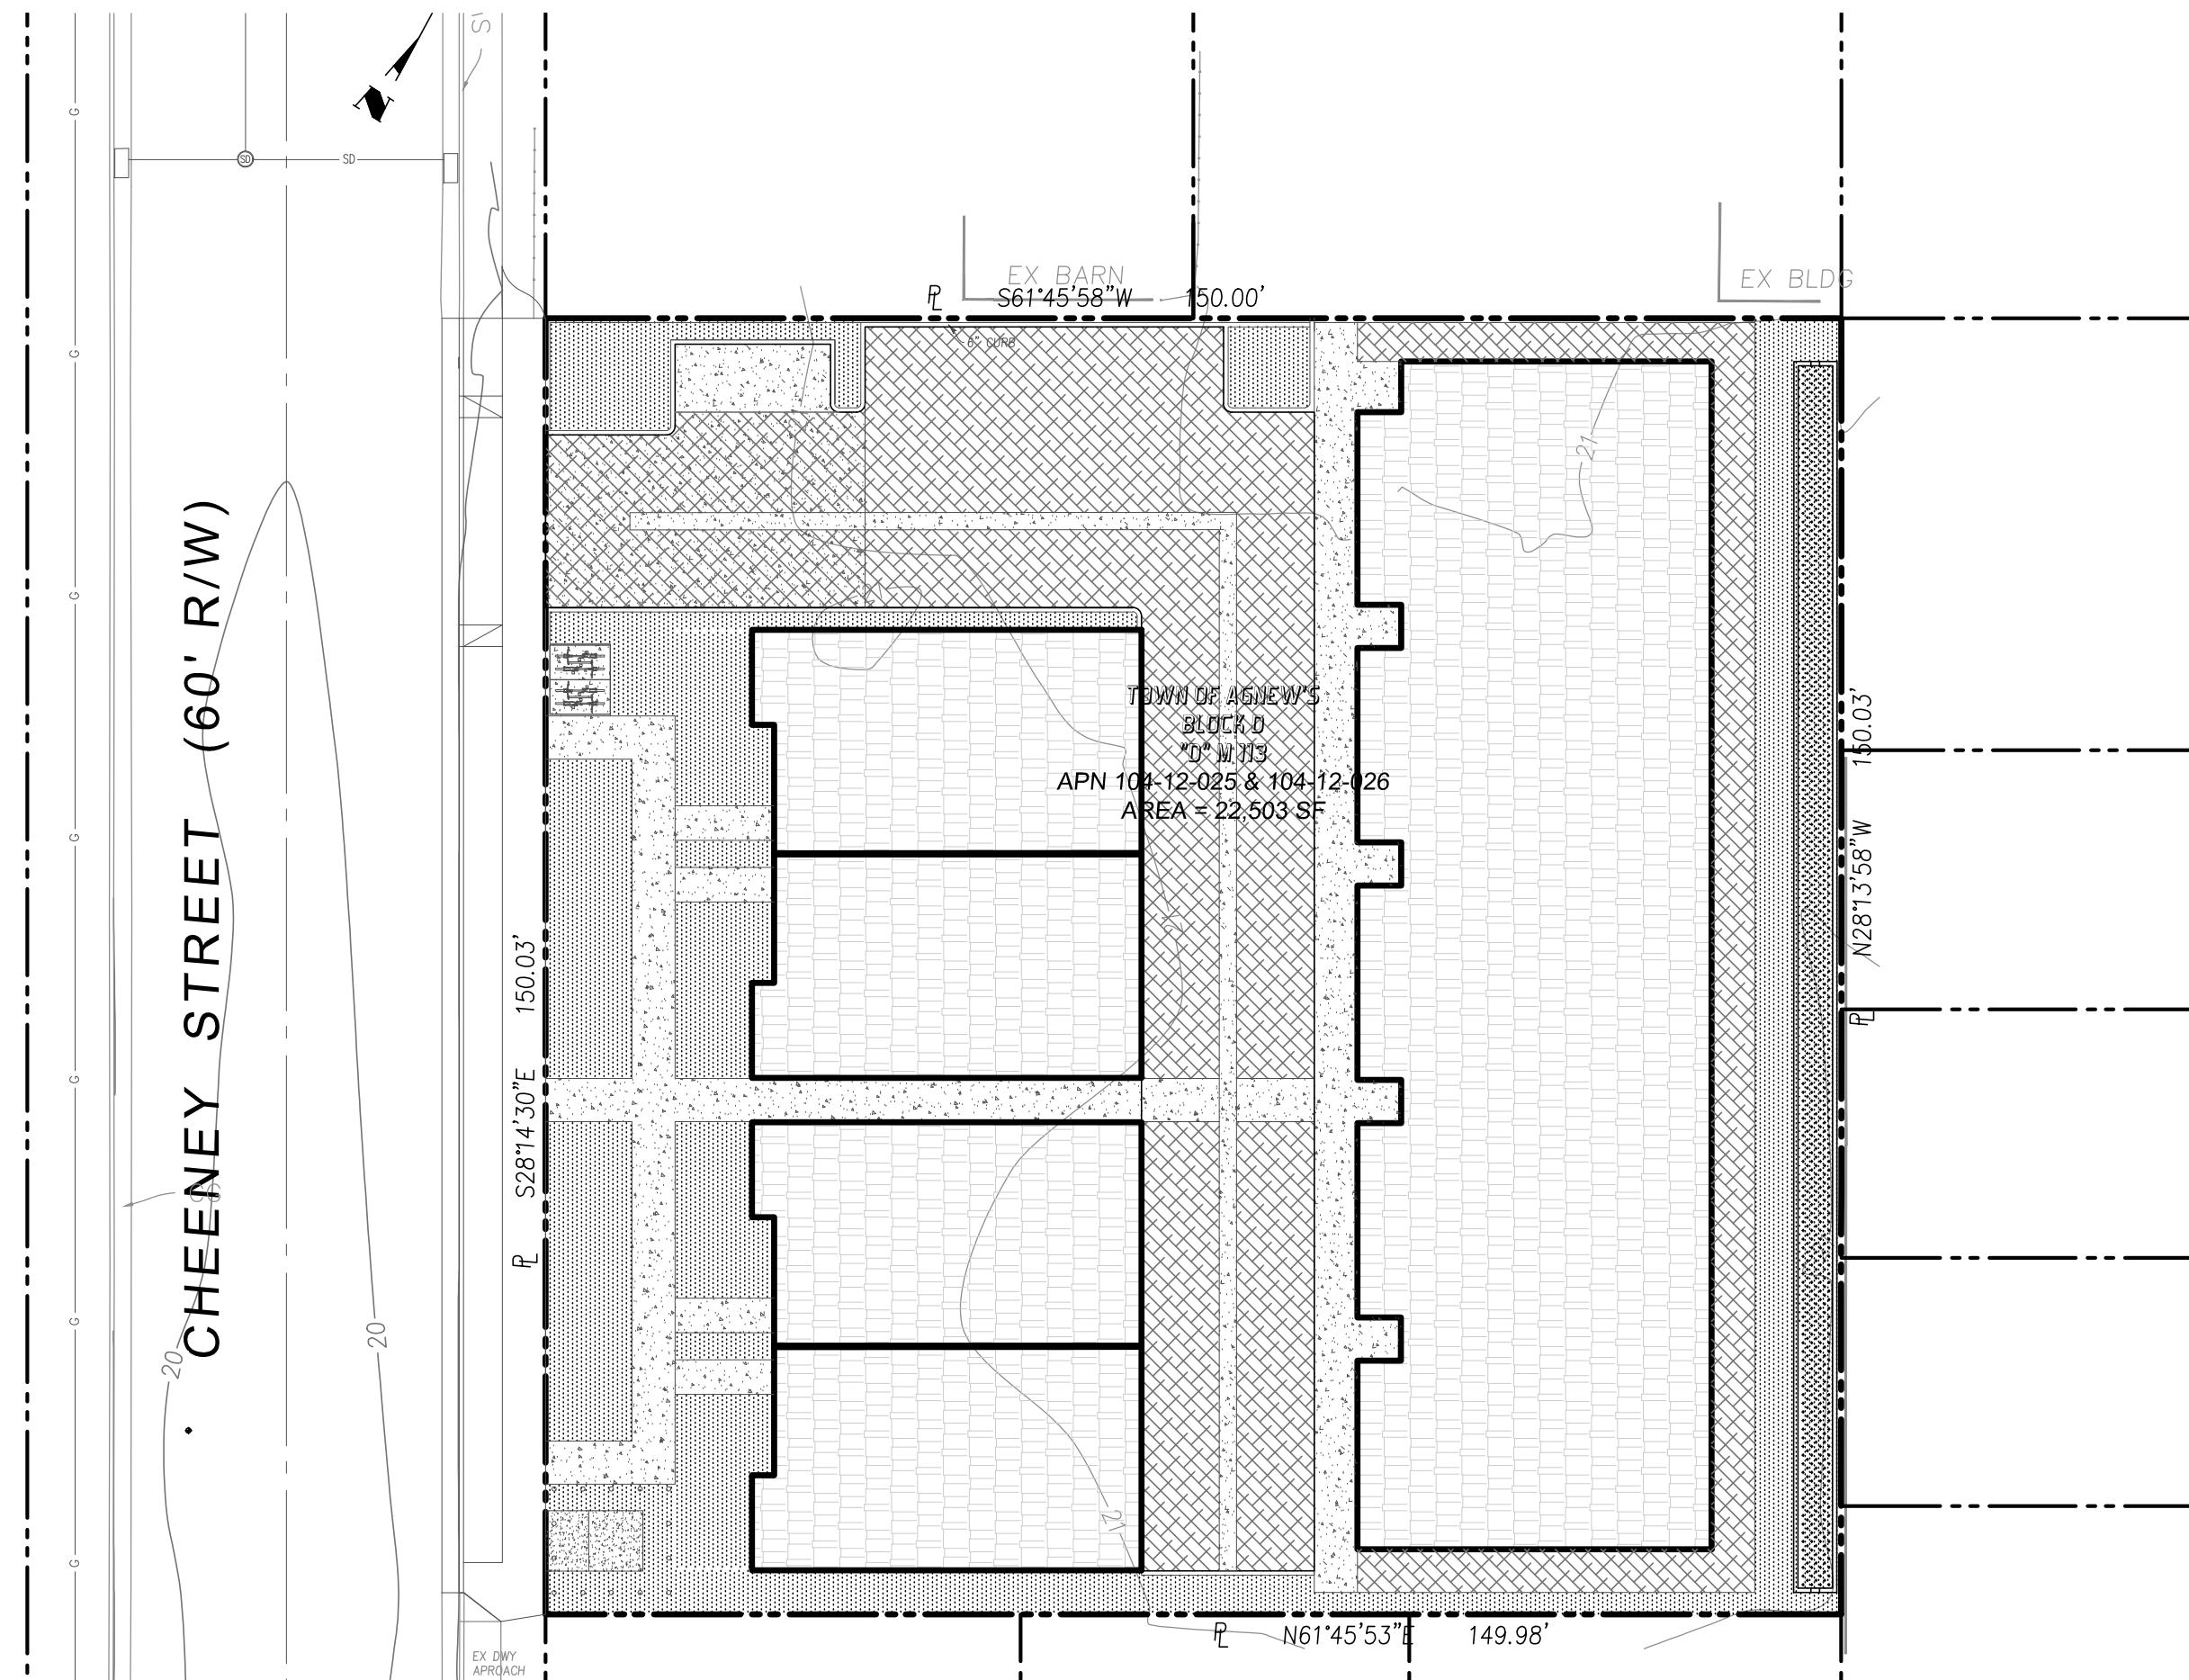 N
G
SD
SD
EX BARN
EX BLDG
S61°45'58"W 150.00'
PL
6" CURB
G
21
21
G
TOWN OF AGNEW'S
BLOCK D
"D" M 113
APN 104-12-025 & 104-12-026
AREA = 22,503 SF
N28°13'58"W 150.03'
PL
CHEENEY STREET (60' R/W)
G
21
S28°14'30"E 150.03'
PL
G
20
20
G
21
G
PL
N61°45'53"E 149.98'
EX DWY
APROACH